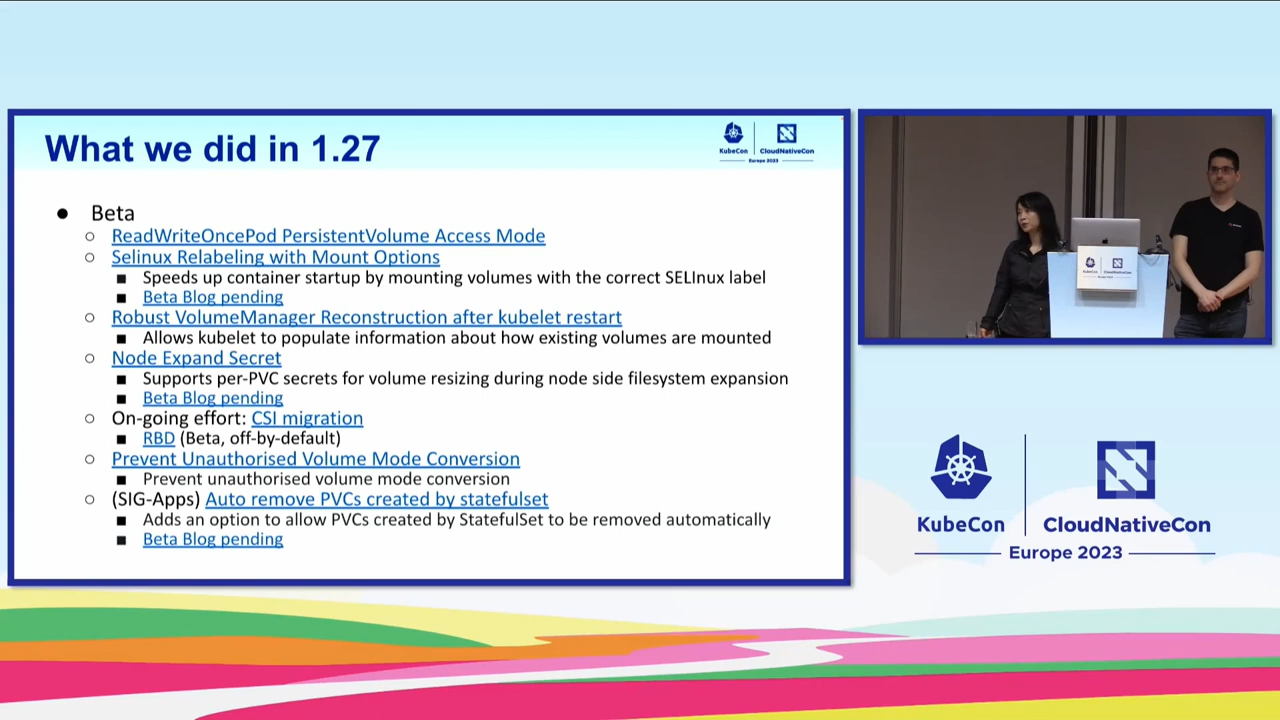 What we did in 1.27
KubeCon
CloudNativeCon
Europe 2023
● Beta
○ ReadWriteOncePod PersistentVolume Access Mode
○ Selinux Relabeling with Mount Options
■ Speeds up container startup by mounting volumes with the correct SELInux label
■ Beta Blog pending
○ Robust VolumeManager Reconstruction after kubelet restart
■ Allows kubelet to populate information about how existing volumes are mounted
○ Node Expand Secret
■ Supports per-PVC secrets for volume resizing during node side filesystem expansion
■ Beta Blog pending
○ On-going effort: CSI migration
■ RBD (Beta, off-by-default)
○ Prevent Unauthorised Volume Mode Conversion
■ Prevent unauthorised volume mode conversion
○ (SIG-Apps) Auto remove PVCs created by statefulset
■ Adds an option to allow PVCs created by StatefulSet to be removed automatically
■ Beta Blog pending
KubeCon
CloudNativeCon
Europe 2023